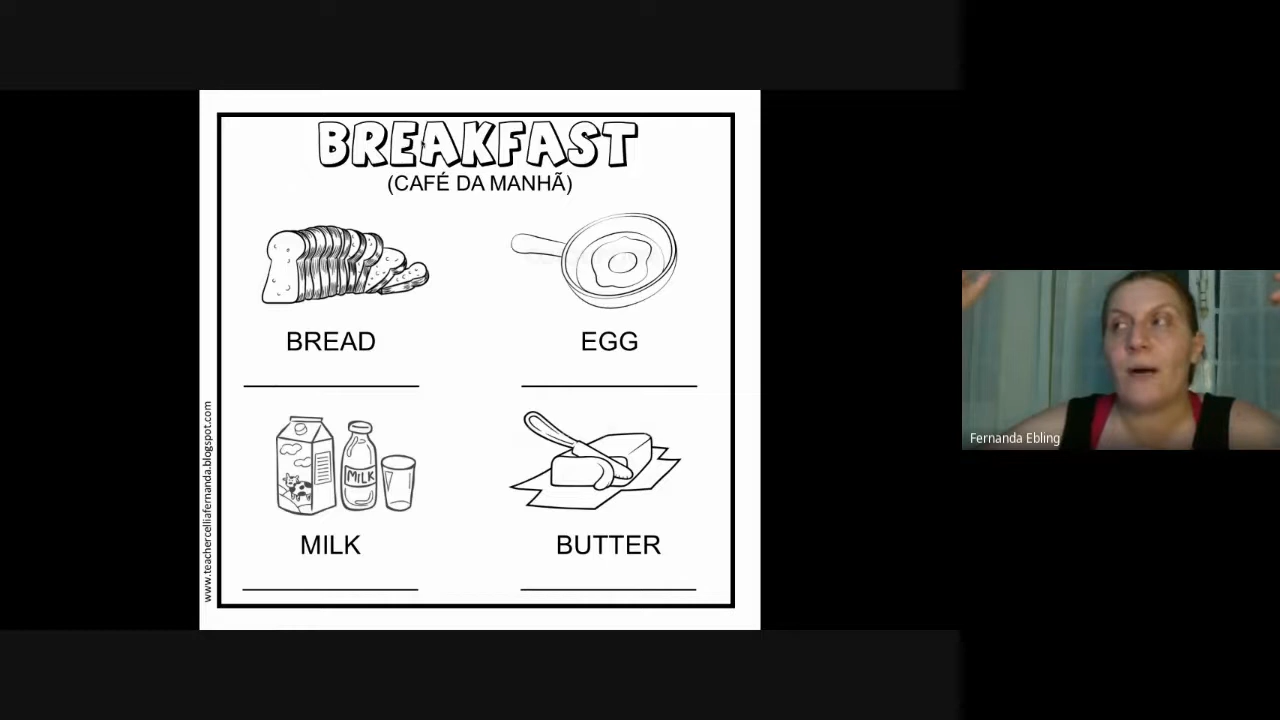 BREAKFAST
(CAFÉ DA MANHÃ)
BREAD
EGG
MILK
MILK
BUTTER
www.teachercelliafernanda.blogspot.com
Fernanda Ebling